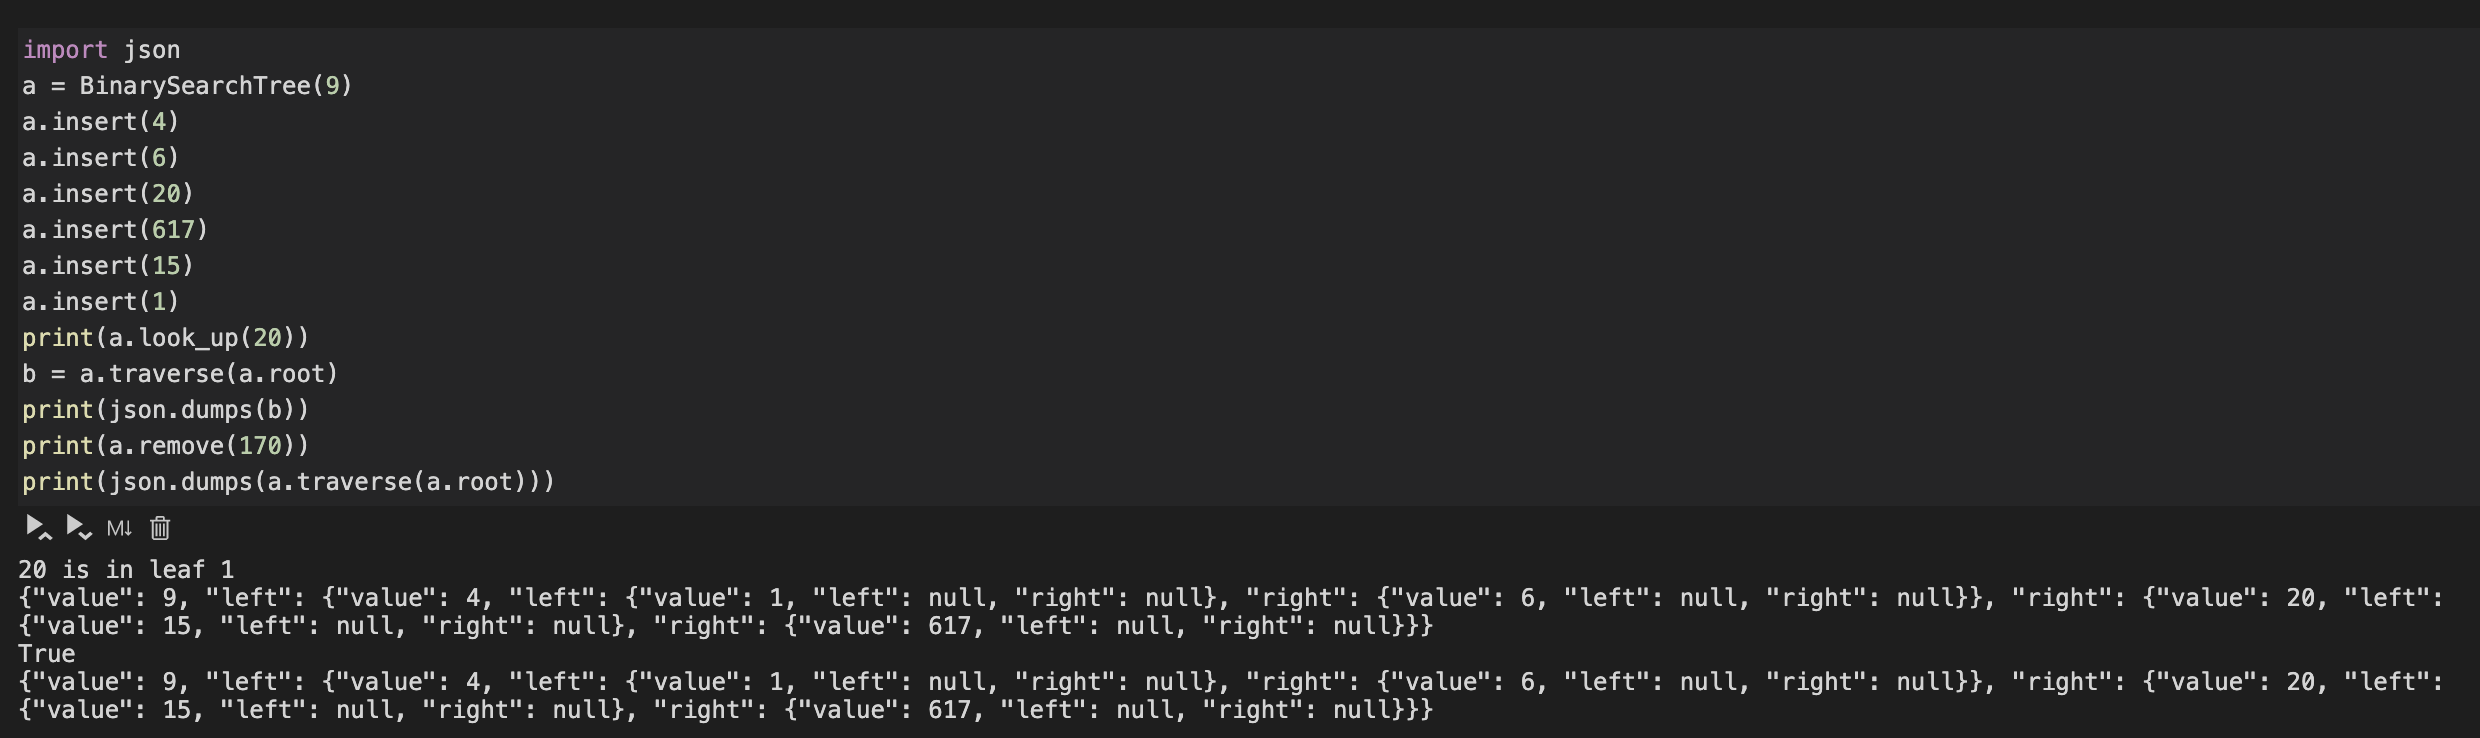 import json
a = BinarySearchTree(9)
a.insert(4)
a.insert(6)
a.insert(20)
a.insert(617)
a.insert(15)
a.insert(1)
print(a.look_up(20))
b = a.traverse(a.root)
print(json.dumps(b))
print(a.remove(170))
print(json.dumps(a.traverse(a.root)))
M↓
20 is in leaf 1
{"value": 9, "left": {"value": 4, "left": {"value": 1, "left": null, "right": null}, "right": {"value": 6, "left": null, "right": null}}, "right": {"value": 20, "left":
{"value": 15, "left": null, "right": null}, "right": {"value": 617, "left": null, "right": null}}}
True
{"value": 9, "left": {"value": 4, "left": {"value": 1, "left": null, "right": null}, "right": {"value": 6, "left": null, "right": null}}, "right": {"value": 20, "left":
{"value": 15, "left": null, "right": null}, "right": {"value": 617, "left": null, "right": null}}}